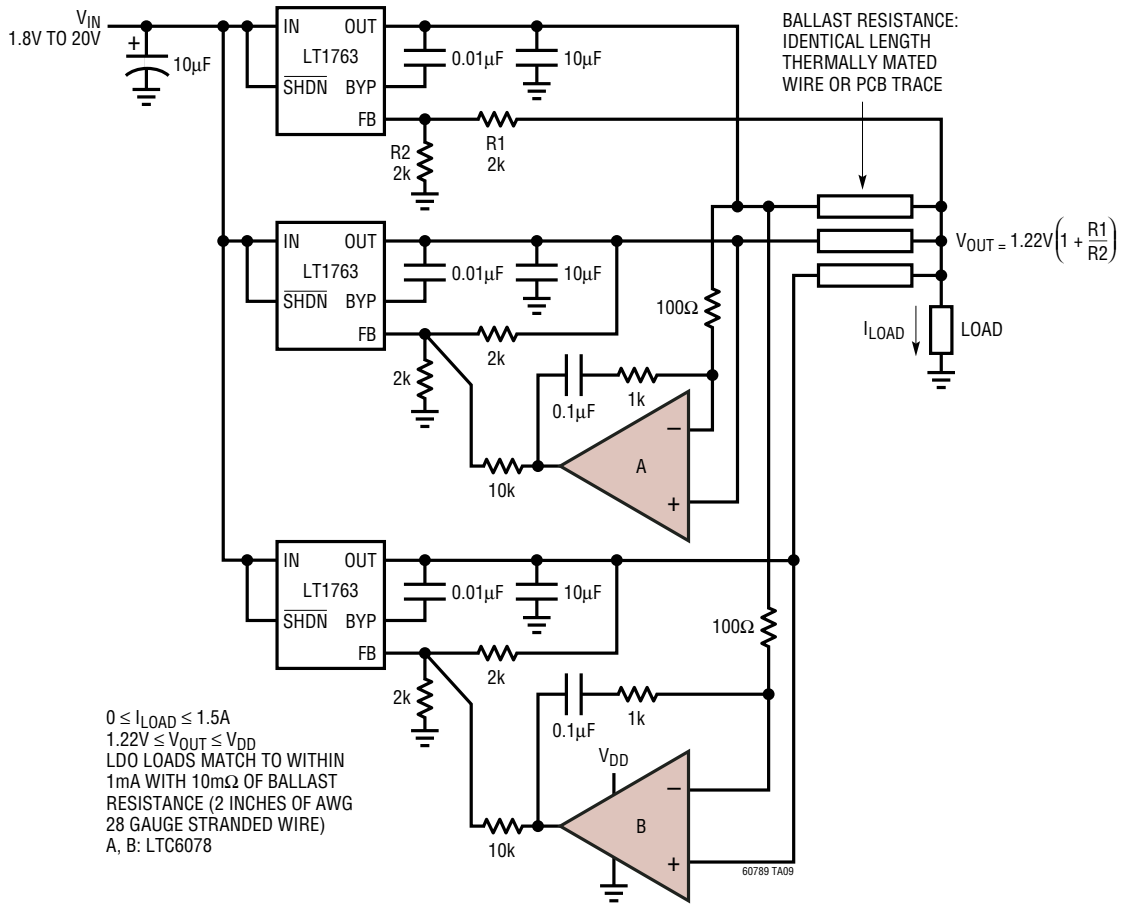 VIN
1.8V TO 20V
+
10µF
IN
OUT
LT1763
SHDN
BYP
FB
0.01µF
10µF
R2
2k
R1
2k
BALLAST RESISTANCE:
IDENTICAL LENGTH
THERMALLY MATED
WIRE OR PCB TRACE
IN
OUT
LT1763
SHDN
BYP
FB
0.01µF
10µF
2k
2k
100Ω
0.1µF
1k
10k
A
−
+
VOUT = 1.22V(1 + R1/R2)
ILOAD
LOAD
IN
OUT
LT1763
SHDN
BYP
FB
0.01µF
10µF
2k
2k
100Ω
0.1µF
1k
10k
VDD
B
−
+
60789 TA09
0 ≤ ILOAD ≤ 1.5A
1.22V ≤ VOUT ≤ VDD
LDO LOADS MATCH TO WITHIN
1mA WITH 10mΩ OF BALLAST
RESISTANCE (2 INCHES OF AWG
28 GAUGE STRANDED WIRE)
A, B: LTC6078